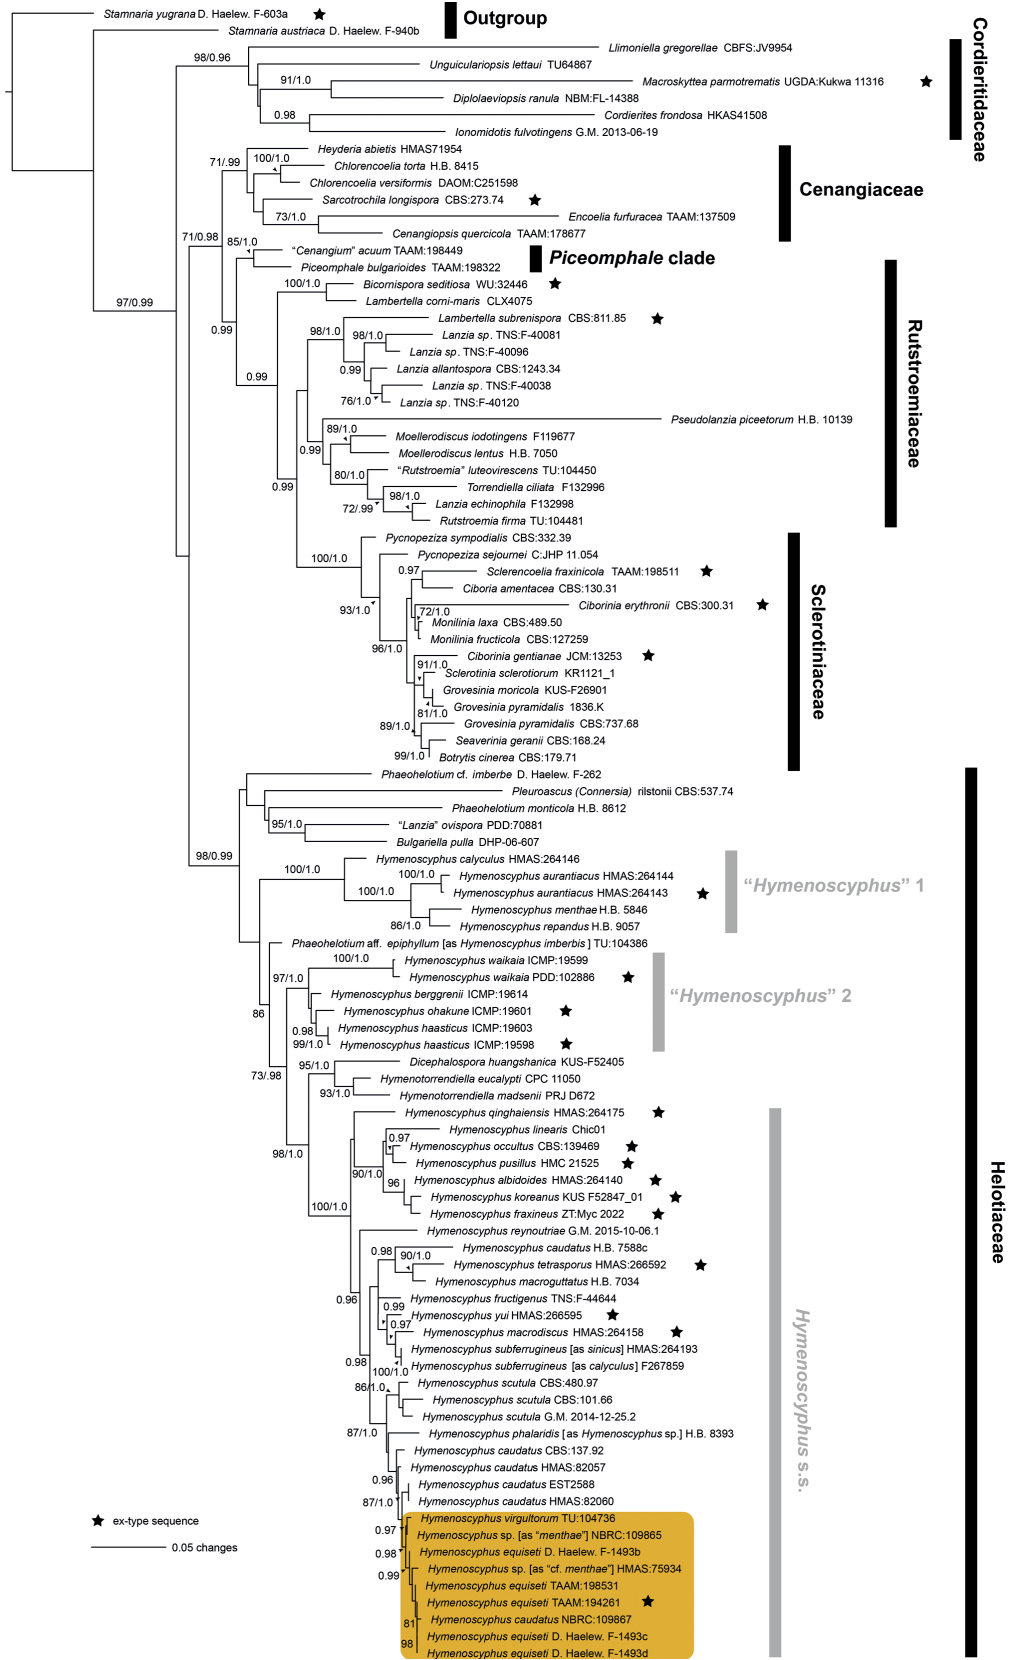 Stamnaria yugrana D. Haelew. F-603a
Outgroup
Stamnaria austriaca D. Haelew. F-940b
Llimoniella gregorellae CBFS:JV9954
98/0.96
Unguiculariopsis lettaui TU64867
91/1.0
Macroskyttea parmotrematis UGDA:Kukwa 11316
Diplolaeviopsis ranula NBM:FL-14388
0.98
Cordierites frondosa HKAS41508
Ionomidotis fulvotingens G.M. 2013-06-19
Cordieritidaceae
Heyderia abietis HMAS71954
71/.99
100/1.0
Chlorencoelia torta H.B. 8415
Chlorencoelia versiformis DAOM:C251598
Cenangiaceae
Sarcotrochila longispora CBS:273.74
73/1.0
Encoelia furfuracea TAAM:137509
Cenangiopsis quercicola TAAM:178677
71/0.98
85/1.0
“Cenangium” acuum TAAM:198449
Piceomphale bulgarioides TAAM:198322
Piceomphale clade
97/0.99
0.99
100/1.0
Bicornispora seditiosa WU:32446
Lambertella corni-maris CLX4075
Lambertella subrenispora CBS:811.85
98/1.0
98/1.0
Lanzia sp. TNS:F-40081
Lanzia sp. TNS:F-40096
0.99
Lanzia allantospora CBS:1243.34
0.99
Lanzia sp. TNS:F-40038
76/1.0
Lanzia sp. TNS:F-40120
Rutstroemiaceae
Pseudolanzia piceetorum H.B. 10139
89/1.0
Moellerodiscus iodotingens F119677
0.99
Moellerodiscus lentus H.B. 7050
80/1.0
“Rutstroemia” luteovirescens TU:104450
0.99
Torrendiella ciliata F132996
98/1.0
72/.99
Lanzia echinophila F132998
Rutstroemia firma TU:104481
Pycnopeziza sympodialis CBS:332.39
100/1.0
Pycnopeziza sejournei C:JHP 11.054
0.97
Sclerencoelia fraxinicola TAAM:198511
Ciboria amentacea CBS:130.31
93/1.0
72/1.0
Ciborinia erythronii CBS:300.31
Monilinia laxa CBS:489.50
Monilinia fructicola CBS:127259
96/1.0
Ciborinia gentianae JCM:13253
91/1.0
Sclerotinia sclerotiorum KR1121_1
Grovesinia moricola KUS-F26901
81/1.0
Grovesinia pyramidalis 1836.K
89/1.0
Grovesinia pyramidalis CBS:737.68
Seaverinia geranii CBS:168.24
99/1.0
Botrytis cinerea CBS:179.71
Sclerotiniaceae
Phaeohelotium cf. imberbe D. Haelew. F-262
Pleuroascus (Connersia) rilstonii CBS:537.74
Phaeohelotium monticola H.B. 8612
95/1.0
“Lanzia” ovispora PDD:70881
Bulgariella pulla DHP-06-607
98/0.99
Hymenoscyphus calyculus HMAS:264146
100/1.0
100/1.0
Hymenoscyphus aurantiacus HMAS:264144
100/1.0
Hymenoscyphus aurantiacus HMAS:264143
“Hymenoscyphus” 1
Hymenoscyphus menthae H.B. 5846
86/1.0
Hymenoscyphus repandus H.B. 9057
Phaeohelotium aff. epiphyllum [as Hymenoscyphus imberbis ] TU:104386
100/1.0
Hymenoscyphus waikaia ICMP:19599
97/1.0
Hymenoscyphus waikaia PDD:102886
“Hymenoscyphus” 2
86
Hymenoscyphus berggrenii ICMP:19614
Hymenoscyphus ohakune ICMP:19601
0.98
Hymenoscyphus haasticus ICMP:19603
99/1.0
Hymenoscyphus haasticus ICMP:19598
73/.98
95/1.0
Dicephalospora huangshanica KUS-F52405
Hymenotorrendiella eucalypti CPC 11050
93/1.0
Hymenotorrendiella madsenii PRJ D672
98/1.0
Hymenoscyphus qinghaiensis HMAS:264175
Hymenoscyphus linearis Chic01
0.97
Hymenoscyphus occultus CBS:139469
Hymenoscyphus pusillus HMC 21525
90/1.0
96
Hymenoscyphus albidoides HMAS:264140
Hymenoscyphus koreanus KUS F52847_01
100/1.0
Hymenoscyphus fraxineus ZT:Myc 2022
Hymenoscyphus reynoutriae G.M. 2015-10-06.1
0.98
Hymenoscyphus caudatus H.B. 7588c
90/1.0
Hymenoscyphus tetrasporus HMAS:266592
Hymenoscyphus macroguttatus H.B. 7034
0.96
Hymenoscyphus fructigenus TNS:F-44644
0.99
Hymenoscyphus yui HMAS:266595
0.97
Hymenoscyphus macrodiscus HMAS:264158
Hymenoscyphus subferrugineus [as sinicus] HMAS:264193
0.98
100/1.0
Hymenoscyphus subferrugineus [as calyculus] F267859
86/1.0
Hymenoscyphus scutula CBS:480.97
Hymenoscyphus scutula CBS:101.66
Hymenoscyphus scutula G.M. 2014-12-25.2
87/1.0
Hymenoscyphus phalaridis [ as Hymenoscyphus sp.] H.B. 8393
Hymenoscyphus caudatus CBS:137.92
Hymenoscyphus caudatus HMAS:82057
0.96
Hymenoscyphus caudatus EST2588
87/1.0
Hymenoscyphus caudatus HMAS:82060
Hymenoscyphus virgultorum TU:104736
0.97
Hymenoscyphus sp. [as “menthae”] NBRC:109865
0.98
Hymenoscyphus equiseti D. Haelew. F-1493b
0.99
Hymenoscyphus sp. [as “cf. menthae”] HMAS:75934
Hymenoscyphus equiseti TAAM:198531
Hymenoscyphus equiseti TAAM:194261
81
Hymenoscyphus caudatus NBRC:109867
98
Hymenoscyphus equiseti D. Haelew. F-1493c
Hymenoscyphus equiseti D. Haelew. F-1493d
Hymenoscyphus s.s.
Helotiaceae
ex-type sequence
0.05 changes